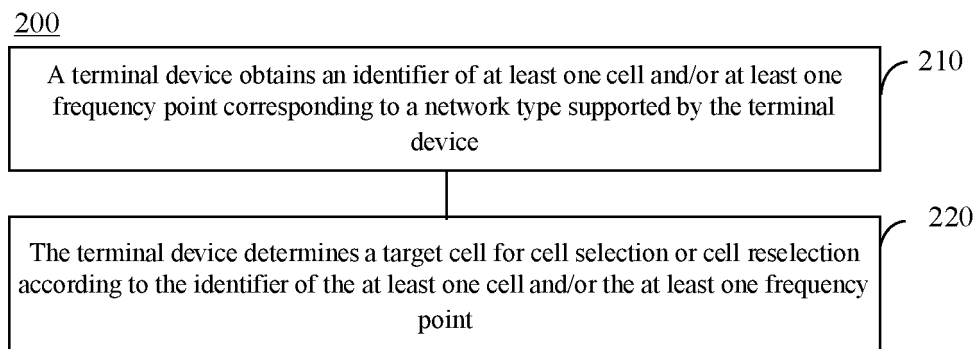 200
A terminal device obtains an identifier of at least one cell and/or at least one
frequency point corresponding to a network type supported by the terminal
device
210
The terminal device determines a target cell for cell selection or cell reselection
according to the identifier of the at least one cell and/or the at least one frequency
point
220